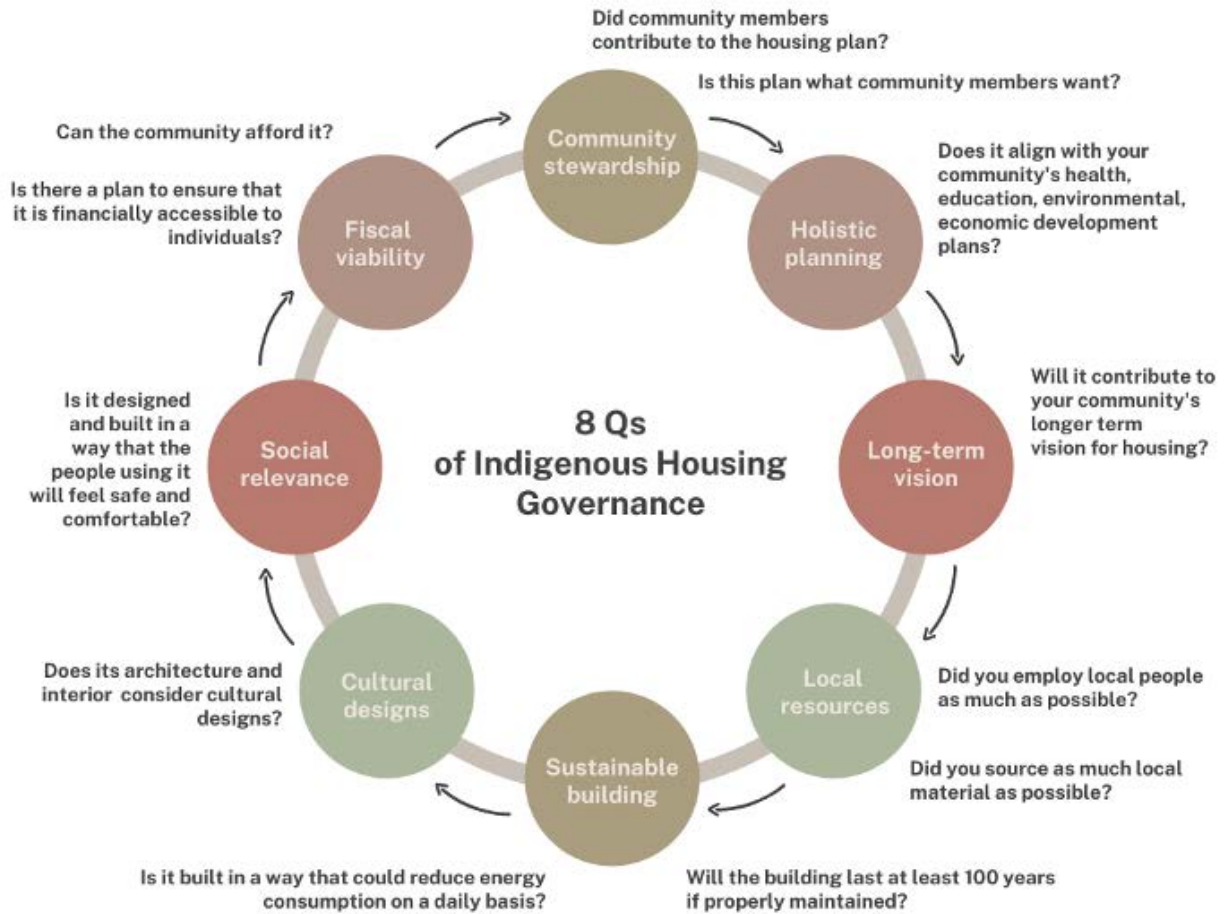 Did community members
contribute to the housing plan?
Is this plan what community members want?
Community
stewardship
Does it align with your
community's health,
education, environmental,
economic development
plans?
Holistic
planning
Will it contribute to
your community's
longer term
vision for housing?
Long-term
vision
Did you employ local people
as much as possible?
Did you source as much local
material as possible?
Local
resources
Will the building last at least 100 years
if properly maintained?
Is it built in a way that could reduce energy
consumption on a daily basis?
Sustainable
building
Does its architecture and
interior consider cultural
designs?
Cultural
designs
Is it designed
and built in a
way that the
people using it
will feel safe and
comfortable?
Social
relevance
Can the community afford it?
Is there a plan to ensure that
it is financially accessible to
individuals?
Fiscal
viability
8 Qs
of Indigenous Housing
Governance